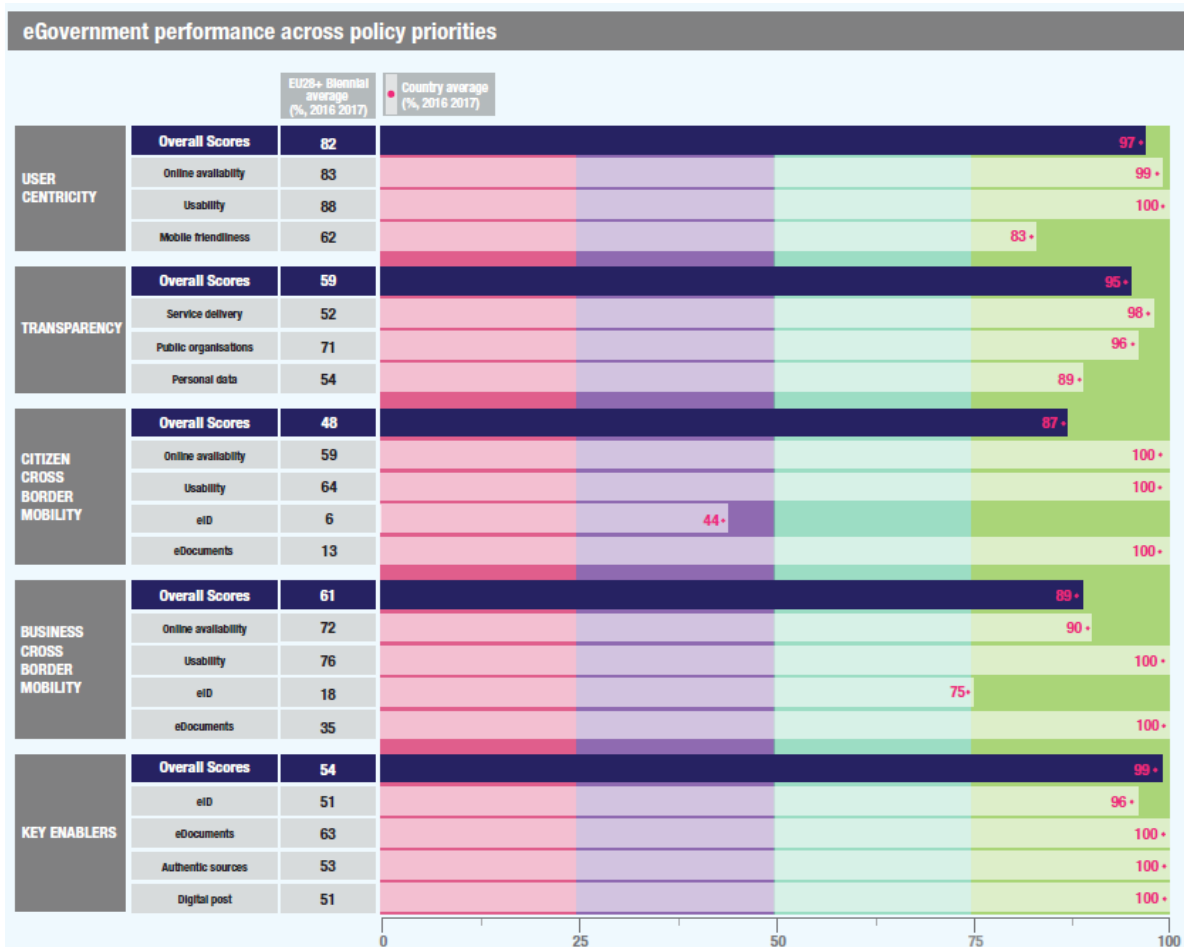 eGovernment performance across policy priorities
EU28+ Biennial
average
(%, 2016 2017)
Country average
(%, 2016 2017)
USER
CENTRICITY
Overall Scores 82 97
Online availability 83 99
Usability 88 100
Mobile friendliness 62 83
TRANSPARENCY
Overall Scores 59 95
Service delivery 52 98
Public organisations 71 96
Personal data 54 89
CITIZEN
CROSS
BORDER
MOBILITY
Overall Scores 48 87
Online availability 59 100
Usability 64 100
eID 6 44
eDocuments 13 100
BUSINESS
CROSS
BORDER
MOBILITY
Overall Scores 61 89
Online availability 72 90
Usability 76 100
eID 18 75
eDocuments 35 100
KEY ENABLERS
Overall Scores 54 99
eID 51 96
eDocuments 63 100
Authentic sources 53 100
Digital post 51 100
0 25 50 75 100